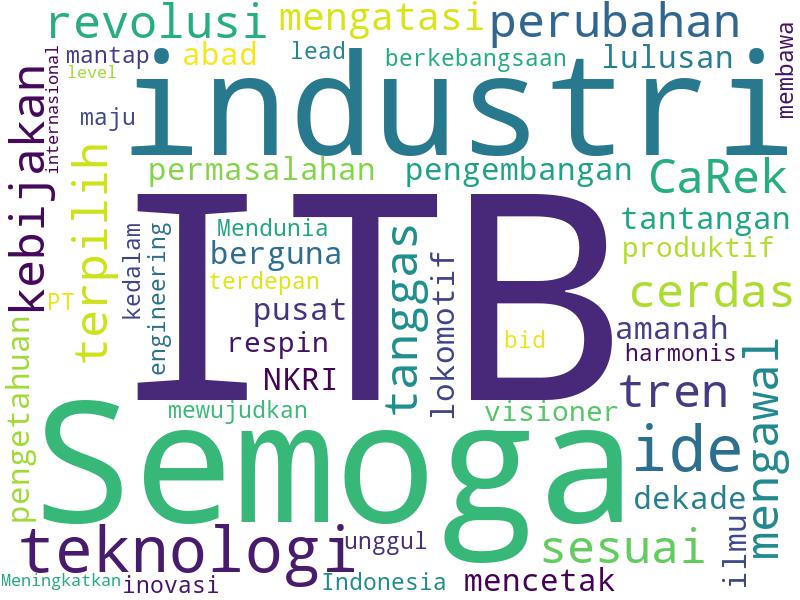 revolusi
mengatasi
perubahan
mantap
abad
lead
berkebangsaan
lulusan
membawa
level
internasional
kebijakan
maju
industri
permasalahan
pengembangan
CaRek
terpilih
ITB
tantangan
kedalam
engineering
Mendunia
berguna
terdepan
tanggas
lokomotif
produktif
PT
pusat
cerdas
respin
bid
amanah
NKRI
harmonis
pengetahuan
mewujudkan
visioner
tren
mengawal
Semoga
ide
dekade
teknologi
unggul
sesuai
ilmu
Meningkatkan
inovasi
Indonesia
mencetak